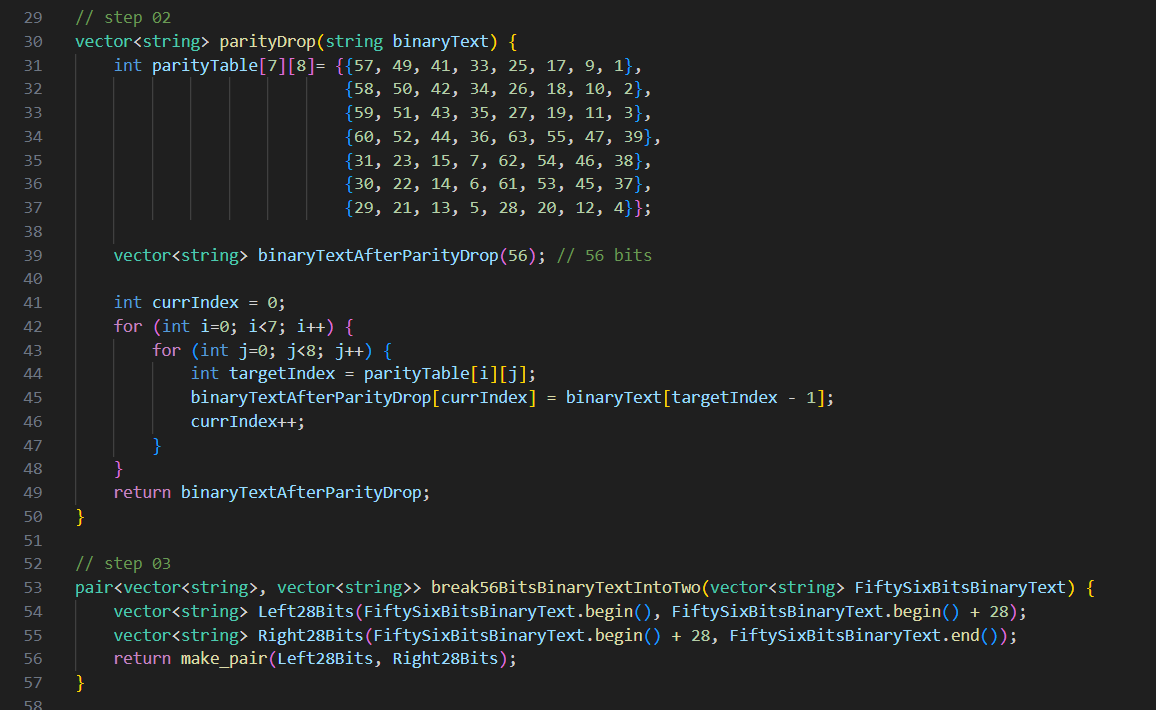 29 // step 02
30 vector<string> parityDrop(string binaryText) {
31     int parityTable[7][8]= {{57, 49, 41, 33, 25, 17, 9, 1},
32                             {58, 50, 42, 34, 26, 18, 10, 2},
33                             {59, 51, 43, 35, 27, 19, 11, 3},
34                             {60, 52, 44, 36, 63, 55, 47, 39},
35                             {31, 23, 15, 7, 62, 54, 46, 38},
36                             {30, 22, 14, 6, 61, 53, 45, 37},
37                             {29, 21, 13, 5, 28, 20, 12, 4}};
38
39     vector<string> binaryTextAfterParityDrop(56); // 56 bits
40
41     int currIndex = 0;
42     for (int i=0; i<7; i++) {
43         for (int j=0; j<8; j++) {
44             int targetIndex = parityTable[i][j];
45             binaryTextAfterParityDrop[currIndex] = binaryText[targetIndex - 1];
46             currIndex++;
47         }
48     }
49     return binaryTextAfterParityDrop;
50 }
51
52 // step 03
53 pair<vector<string>, vector<string>> break56BitsBinaryTextIntoTwo(vector<string> FiftySixBitsBinaryText) {
54     vector<string> Left28Bits(FiftySixBitsBinaryText.begin(), FiftySixBitsBinaryText.begin() + 28);
55     vector<string> Right28Bits(FiftySixBitsBinaryText.begin() + 28, FiftySixBitsBinaryText.end());
56     return make_pair(Left28Bits, Right28Bits);
57 }
58